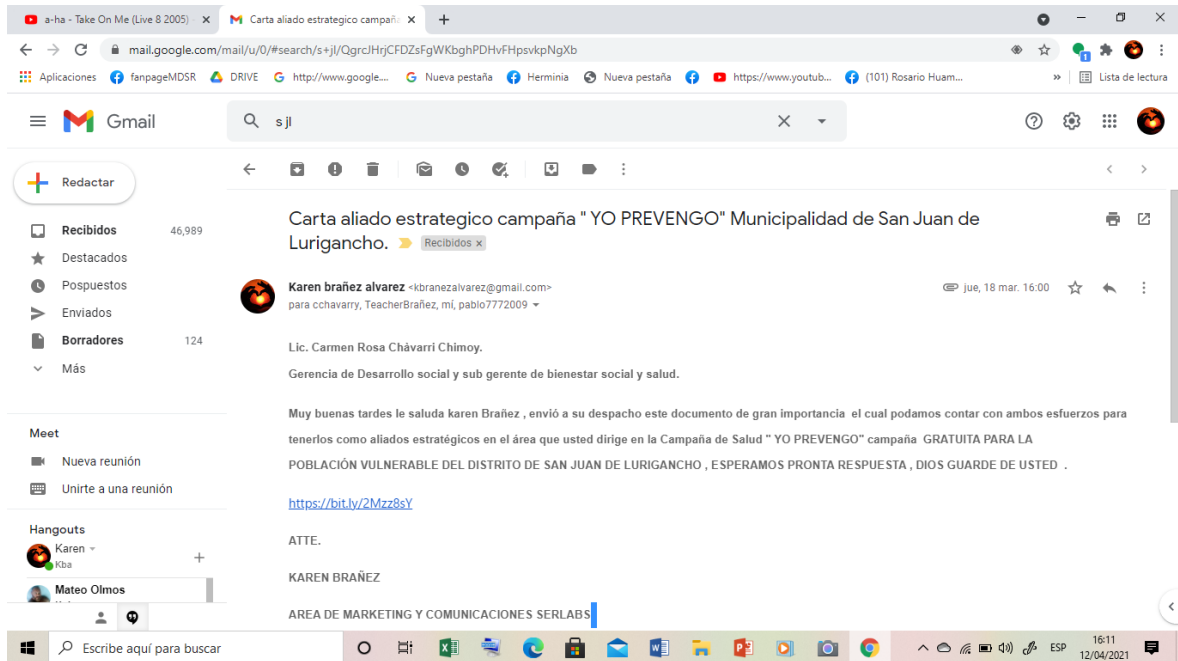 a-ha - Take On Me (Live 8 2005)
Carta aliado estrategico campaña
mail.google.com/mail/u/0/#search/s+jl/QgrcJHrjCFDZsFgWKbghPDHvFHpsvkpNgXb
Aplicaciones fanpageMDSR DRIVE http://www.google.... Nueva pestaña Herminia Nueva pestaña https://www.youtub... (101) Rosario Huam... » Lista de lectura
Gmail
s jl
Redactar
Carta aliado estrategico campaña " YO PREVENGO" Municipalidad de San Juan de
Lurigancho. Recibidos x
Recibidos 46,989
Destacados
Pospuestos
Enviados
Borradores 124
Más
Karen brañez alvarez <kbranezalvarez@gmail.com> jue, 18 mar. 16:00
para cchavarry, TeacherBrañez, mí, pablo7772009
Lic. Carmen Rosa Chávarri Chimoy.
Gerencia de Desarrollo social y sub gerente de bienestar social y salud.
Muy buenas tardes le saluda karen Brañez , envió a su despacho este documento de gran importancia el cual podamos contar con ambos esfuerzos para
tenerlos como aliados estratégicos en el área que usted dirige en la Campaña de Salud " YO PREVENGO" campaña GRATUITA PARA LA
POBLACIÓN VULNERABLE DEL DISTRITO DE SAN JUAN DE LURIGANCHO , ESPERAMOS PRONTA RESPUESTA , DIOS GUARDE DE USTED .
https://bit.ly/2Mzz8sY
ATTE.
KAREN BRAÑEZ
AREA DE MARKETING Y COMUNICACIONES SERLABS
Meet
Nueva reunión
Unirte a una reunión
Hangouts
Karen
Kba
Mateo Olmos
Escribe aquí para buscar
ESP
16:11
12/04/2021